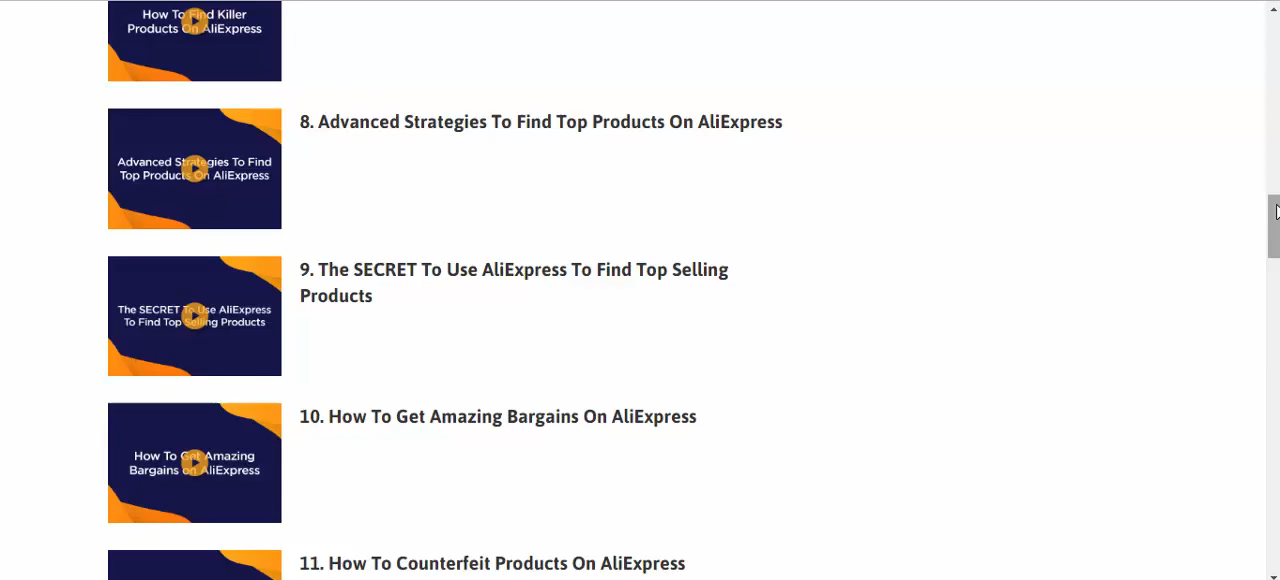 How To Find Killer
Products On AliExpress
8. Advanced Strategies To Find Top Products On AliExpress
Advanced Strategies To Find
Top Products On AliExpress
9. The SECRET To Use AliExpress To Find Top Selling
Products
The SECRET To Use AliExpress
To Find Top Selling Products
10. How To Get Amazing Bargains On AliExpress
How To Get Amazing
Bargains on AliExpress
11. How To Counterfeit Products On AliExpress